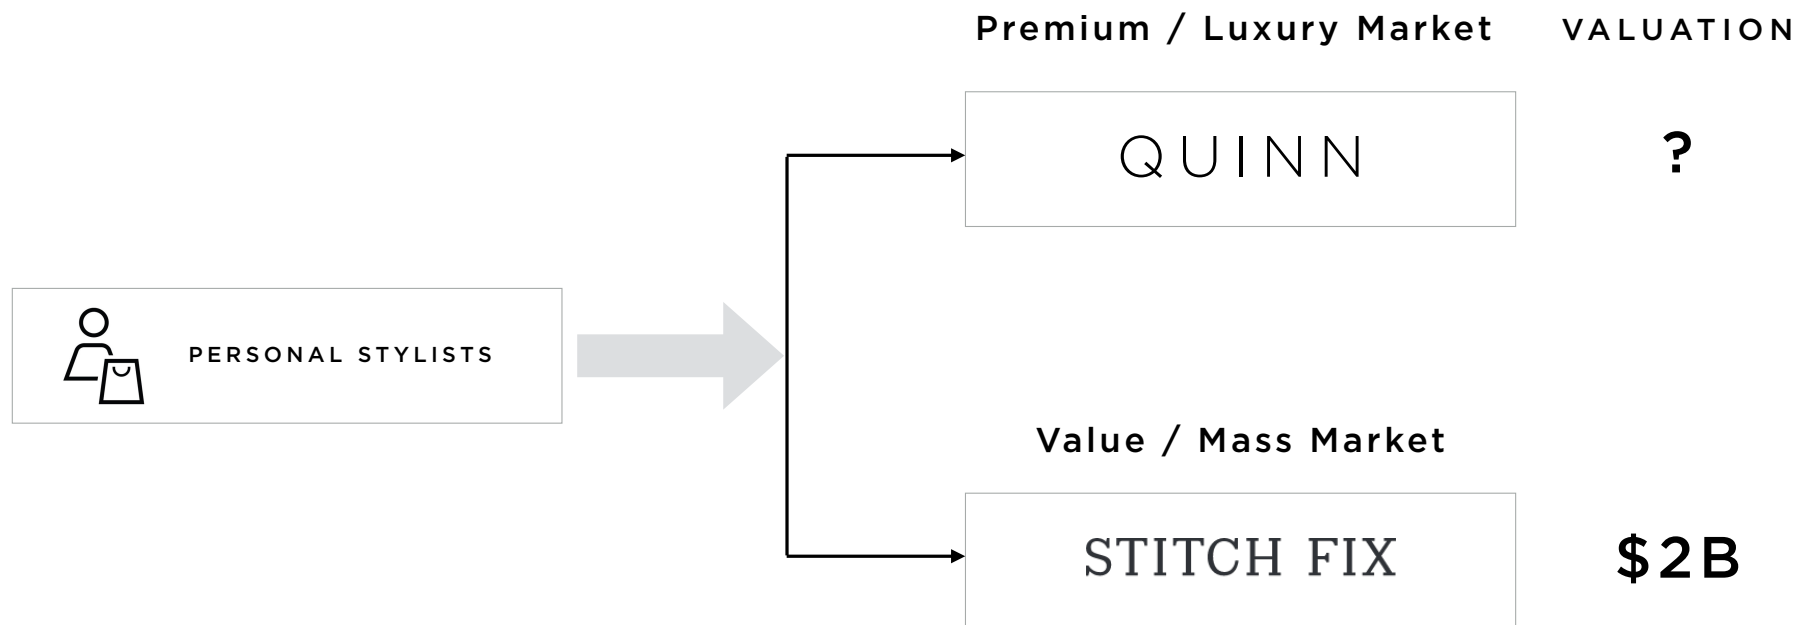 Premium / Luxury Market VALUATION
QUINN ?
PERSONAL STYLISTS
Value / Mass Market
STITCH FIX $2B